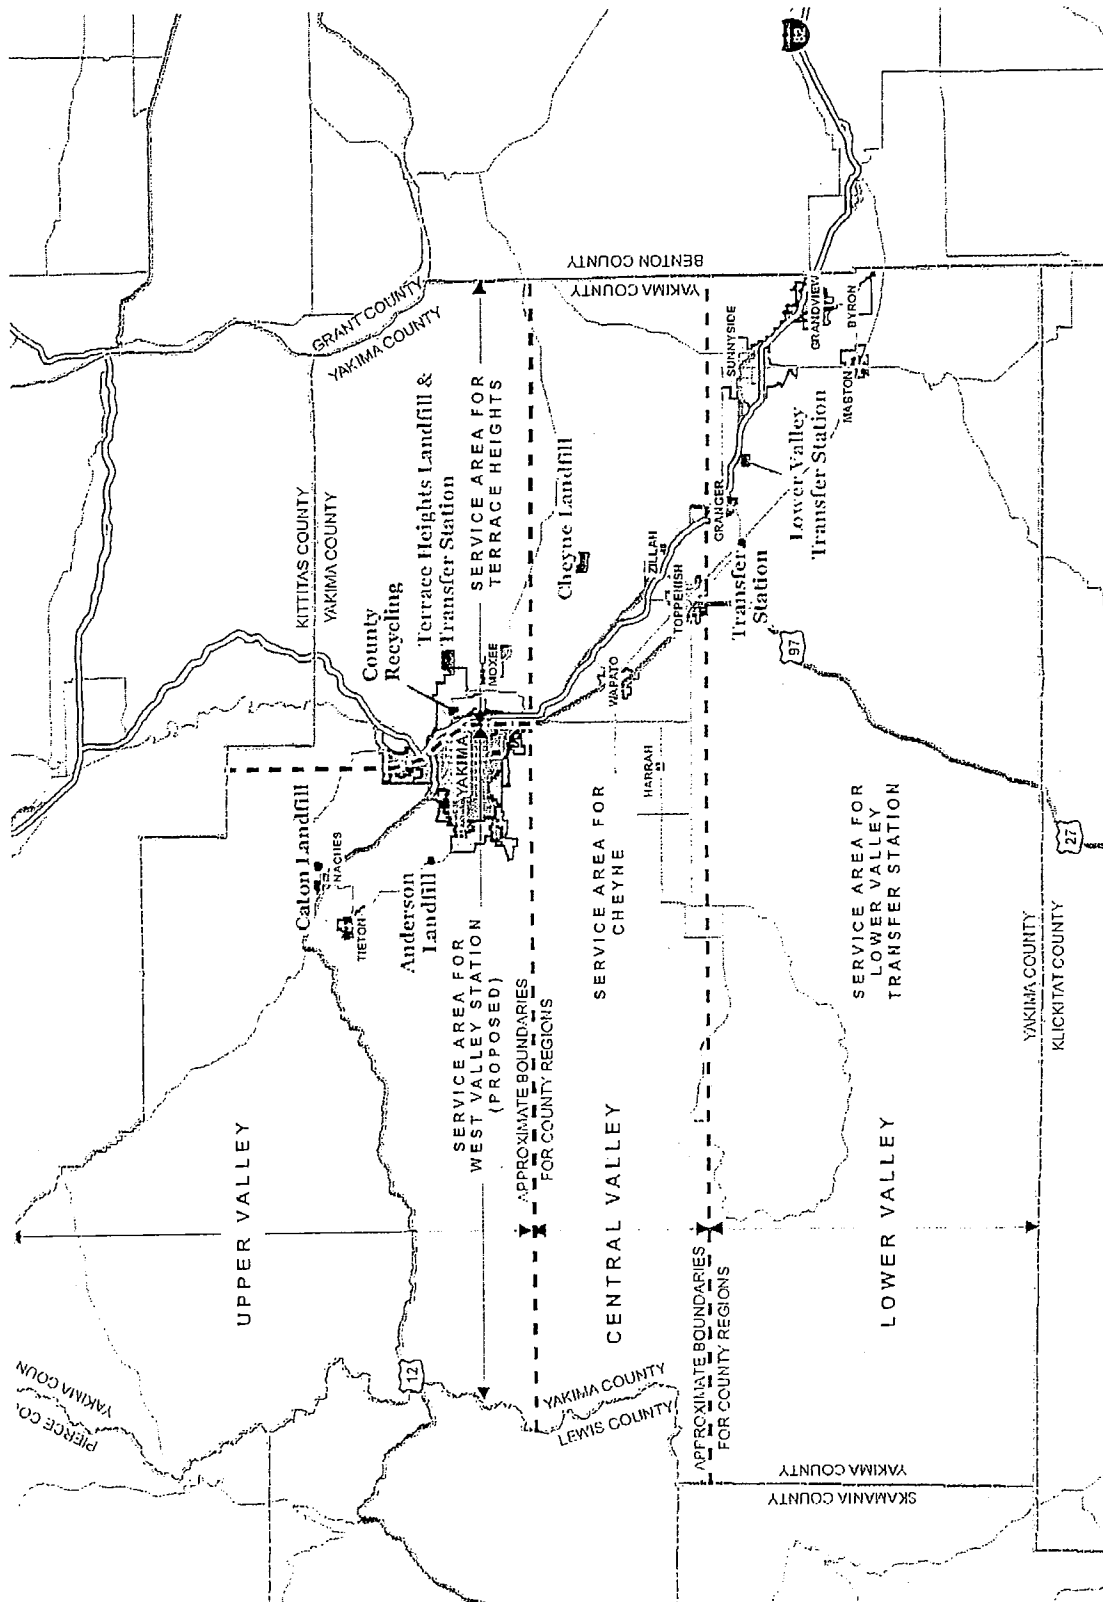 PIERCE CO
YAKIMA COUN
UPPER VALLEY
12
KITTITAS COUNTY
YAKIMA COUNTY
GRANT COUNTY
YAKIMA COUNTY
Caton Landfill
NACHES
TIETON
Anderson
Landfill
YAKIMA
County
Recycling
Terrace Heights Landfill &
Transfer Station
MOXEE
SERVICE AREA FOR
WEST VALLEY STATION
(PROPOSED)
SERVICE AREA FOR
TERRACE HEIGHTS
APPROXIMATE BOUNDARIES
FOR COUNTY REGIONS
YAKIMA COUNTY
LEWIS COUNTY
CENTRAL VALLEY
SERVICE AREA FOR
CHEYNE
Cheyne Landfill
HARRAH
WAPATO
ZILLAH
TOPPENISH
BENTON COUNTY
YAKIMA COUNTY
APPROXIMATE BOUNDARIES
FOR COUNTY REGIONS
GRANGER
Transfer
Station
SUNNYSIDE
Lower Valley
Transfer Station
GRANDVIEW
BYRON
MABTON
82
97
YAKIMA COUNTY
SKAMANIA COUNTY
LOWER VALLEY
SERVICE AREA FOR
LOWER VALLEY
TRANSFER STATION
27
YAKIMA COUNTY
KLICKITAT COUNTY